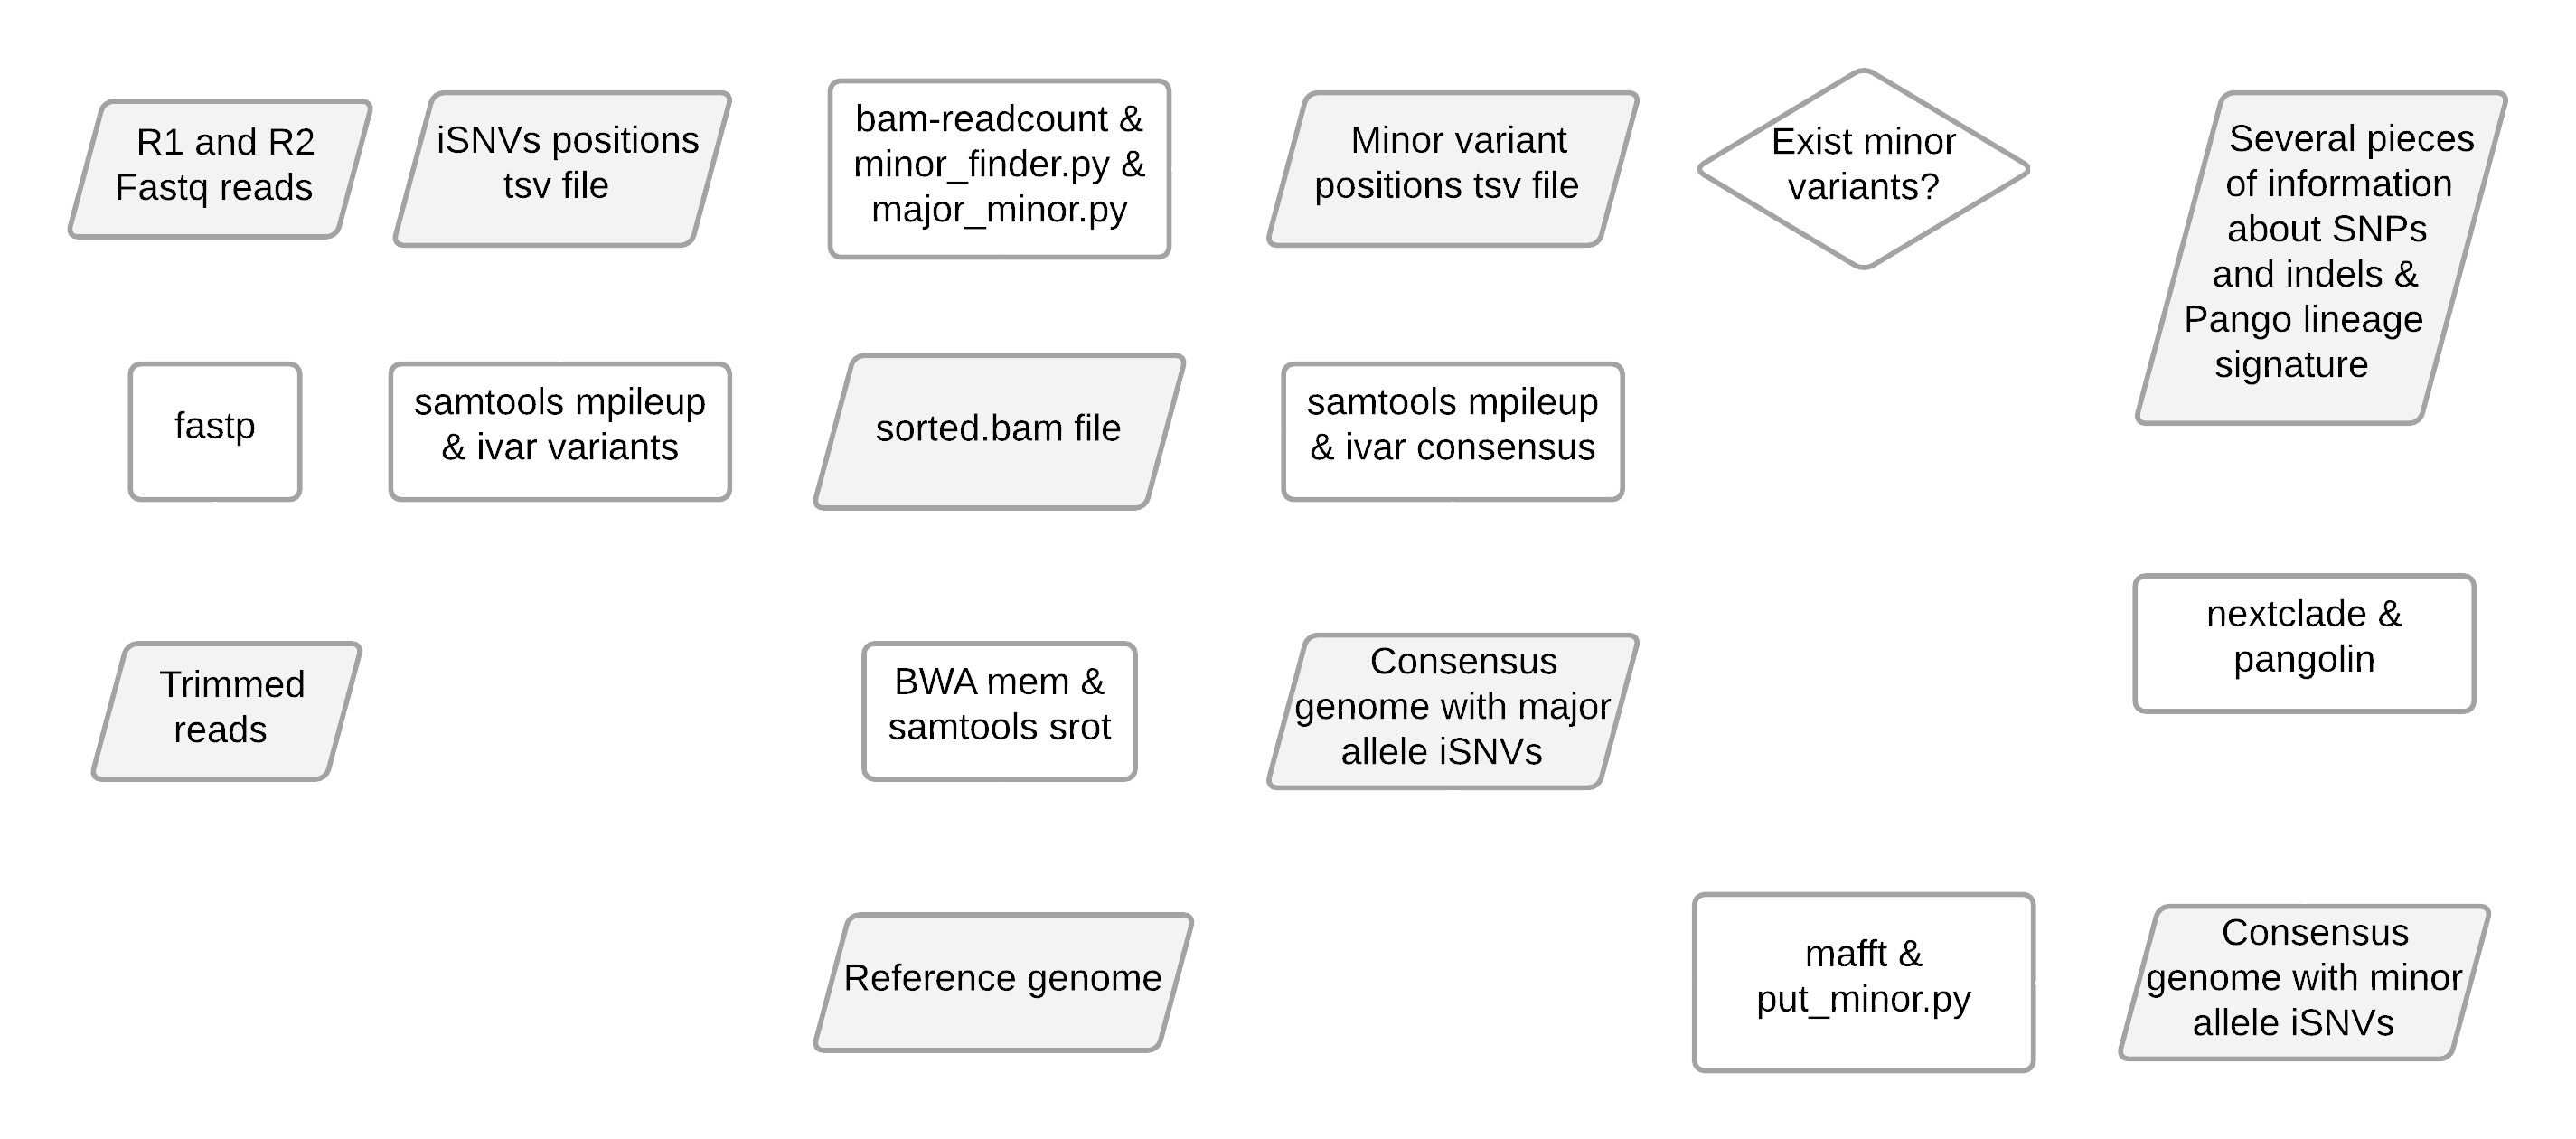 R1 and R2
Fastq reads
iSNVs positions
tsv file
bam-readcount &
minor_finder.py &
major_minor.py
Minor variant
positions tsv file
Exist minor
variants?
Several pieces
of information
about SNPs
and indels &
Pango lineage
signature
fastp
samtools mpileup
& ivar variants
sorted.bam file
samtools mpileup
& ivar consensus
Trimmed
reads
BWA mem &
samtools srot
Consensus
genome with major
allele iSNVs
nextclade &
pangolin
Reference genome
mafft &
put_minor.py
Consensus
genome with minor
allele iSNVs